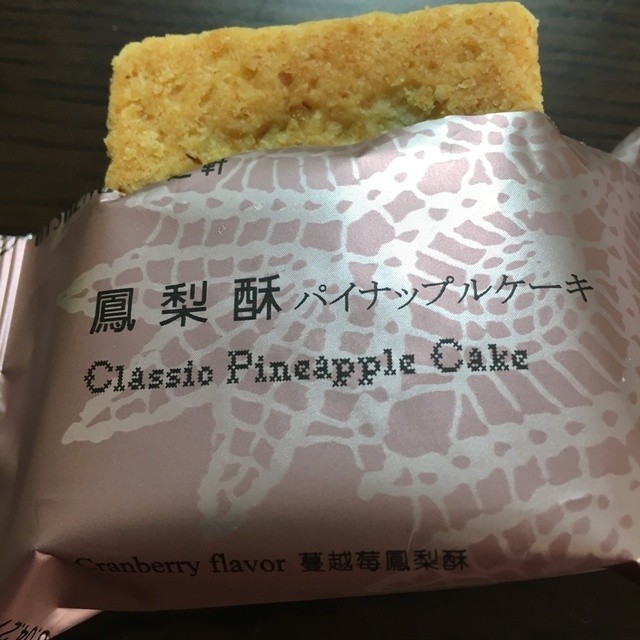 軒
鳳梨酥 パイナップルケーキ
Classic Pineapple Cake
Cranberry flavor 蔓越莓鳳梨酥